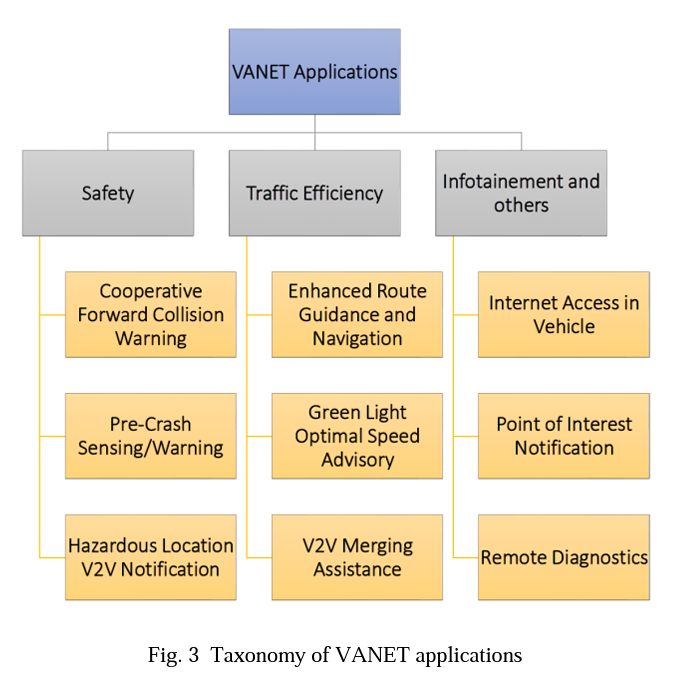 VANET Applications
Safety
Traffic Efficiency
Infotainement and
others
Cooperative
Forward Collision
Warning
Enhanced Route
Guidance and
Navigation
Internet Access in
Vehicle
Pre-Crash
Sensing/Warning
Green Light
Optimal Speed
Advisory
Point of Interest
Notification
Hazardous Location
V2V Notification
V2V Merging
Assistance
Remote Diagnostics
Fig. 3 Taxonomy of VANET applications